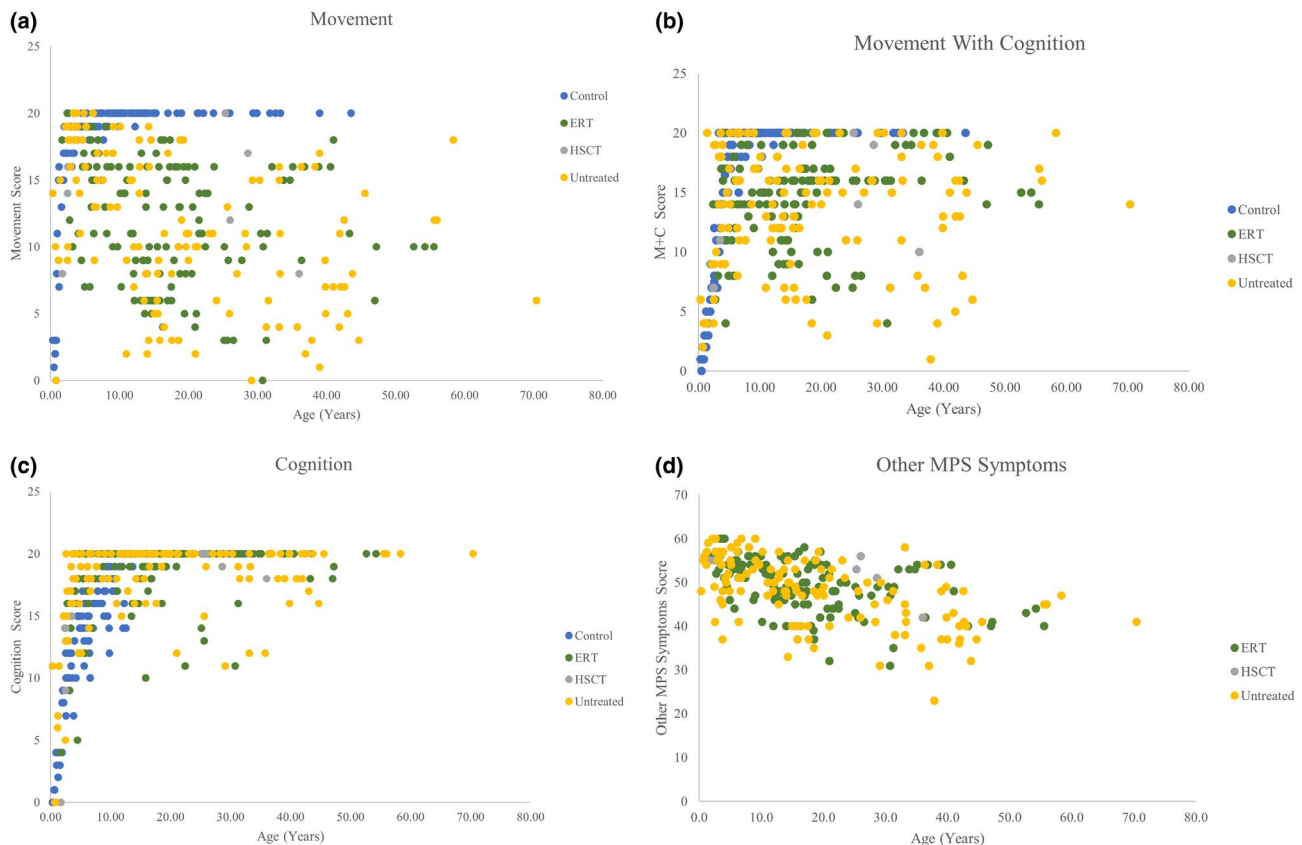 (a)
Movement
Movement Score
25
20
15
10
5
0
0.00 10.00 20.00 30.00 40.00 50.00 60.00 70.00 80.00
Age (Years)
Control
ERT
HSCT
Untreated
(b)
Movement With Cognition
M+C Score
25
20
15
10
5
0
0.00 10.00 20.00 30.00 40.00 50.00 60.00 70.00 80.00
Age (Years)
Control
ERT
HSCT
Untreated
(c)
Cognition
Cognition Score
25
20
15
10
5
0
0.00 10.00 20.00 30.00 40.00 50.00 60.00 70.00 80.00
Age (Years)
Control
ERT
HSCT
Untreated
(d)
Other MPS Symptoms
Other MPS Symptoms Socre
70
60
50
40
30
20
10
0
0.00 10.0 20.0 30.0 40.0 50.0 60.0 70.0 80.0
Age (Years)
ERT
HSCT
Untreated